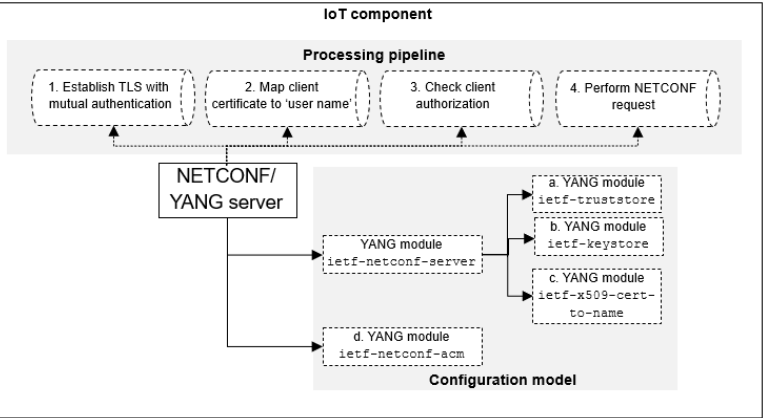 IoT component
Processing pipeline
1. Establish TLS with
mutual authentication
2. Map client
certificate to ‘user name’
3. Check client
authorization
4. Perform NETCONF
request
NETCONF/
YANG server
YANG module
ietf-netconf-server
a. YANG module
ietf-truststore
b. YANG module
ietf-keystore
c. YANG module
ietf-x509-cert-
to-name
d. YANG module
ietf-netconf-acm
Configuration model